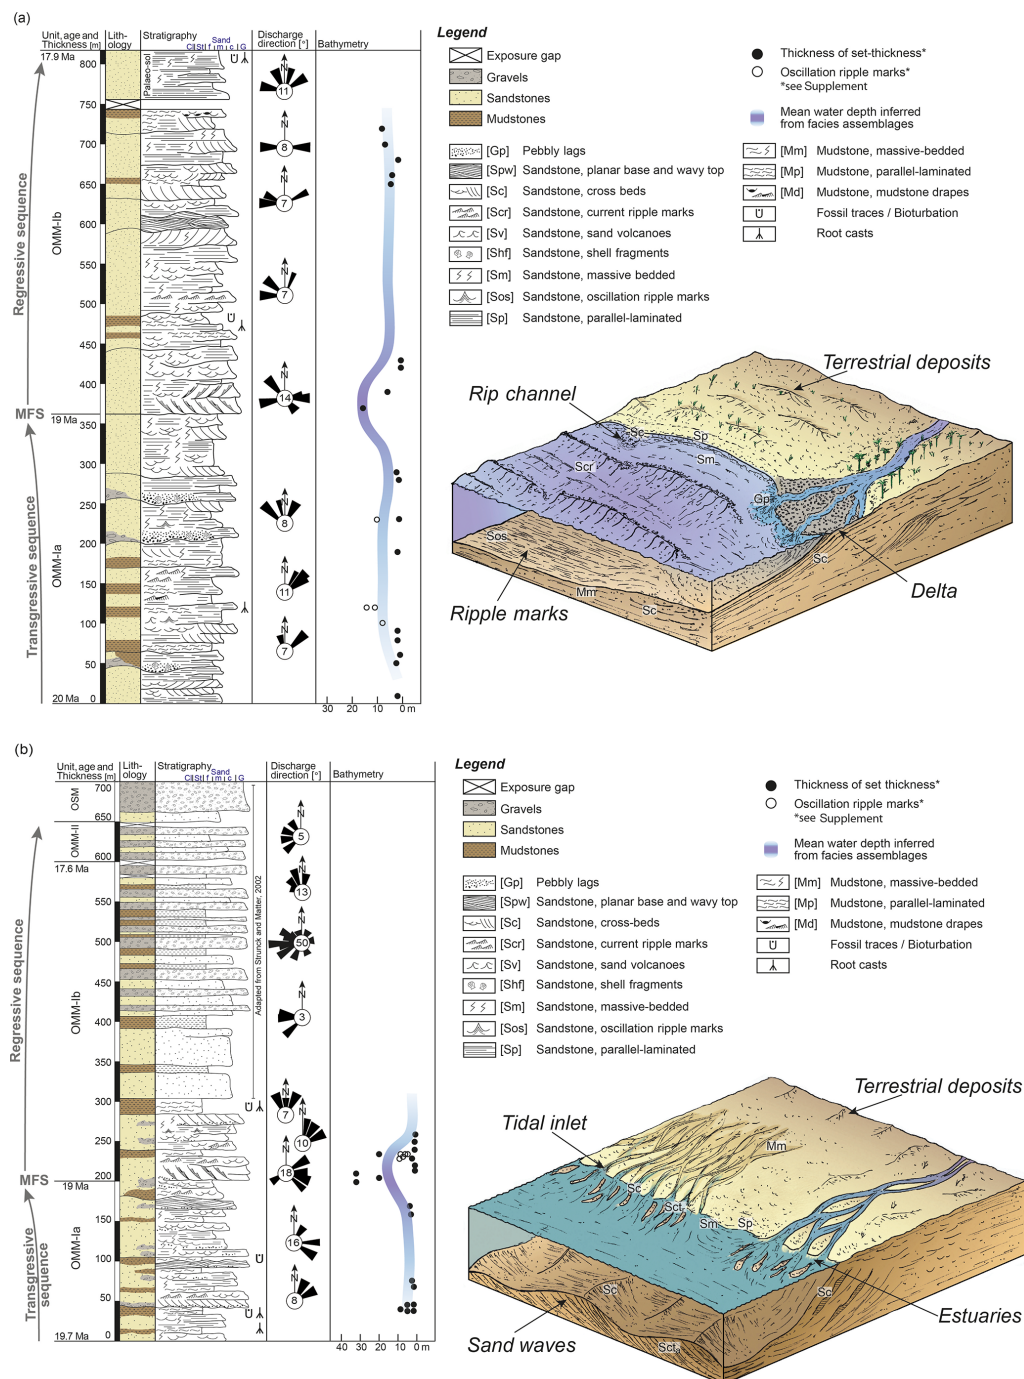 (a)
Unit, age and
Thickness [m]
Lith-
ology
Stratigraphy
Sand
Cl|St| f | m | c | G
Discharge
direction [°]
Bathymetry
17.9 Ma
800
750
700
650
600
550
500
450
400
350
300
250
200
150
100
50
0
OMM-Ib
19 Ma
OMM-Ia
20 Ma
Regressive sequence
MFS
Transgressive sequence
Palaeo-sol
N
11
N
8
N
7
N
7
N
14
N
8
N
11
N
7
30 20 10 0 m
Legend
Exposure gap
Gravels
Sandstones
Mudstones
Thickness of set-thickness*
Oscillation ripple marks*
*see Supplement
Mean water depth inferred
from facies assemblages
[Gp] Pebbly lags
[Spw] Sandstone, planar base and wavy top
[Sc] Sandstone, cross beds
[Scr] Sandstone, current ripple marks
[Sv] Sandstone, sand volcanoes
[Shf] Sandstone, shell fragments
[Sm] Sandstone, massive bedded
[Sos] Sandstone, oscillation ripple marks
[Sp] Sandstone, parallel-laminated
[Mm] Mudstone, massive-bedded
[Mp] Mudstone, parallel-laminated
[Md] Mudstone, mudstone drapes
Fossil traces / Bioturbation
Root casts
Terrestrial deposits
Rip channel
Sc
Sp
Sm
Scr
Gp
Sos
Sc
Mm
Sc
Ripple marks
Delta
(b)
Unit, age and
Thickness [m]
Lith-
ology
Stratigraphy
Sand
Cl|St| f | m | c | G
Discharge
direction [°]
Bathymetry
700
650
600
550
500
450
400
350
300
250
200
150
100
50
0
OSM
OMM-II
17.6 Ma
OMM-Ib
19 Ma
OMM-Ia
19.7 Ma
Regressive sequence
MFS
Transgressive
sequence
Adapted from Strunck and Matter, 2002
N
5
N
13
N
50
N
3
N
7
N
10
N
18
N
16
N
8
40 30 20 10 0 m
Legend
Exposure gap
Gravels
Sandstones
Mudstones
Thickness of set thickness*
Oscillation ripple marks*
*see Supplement
Mean water depth inferred
from facies assemblages
[Gp] Pebbly lags
[Spw] Sandstone, planar base and wavy top
[Sc] Sandstone, cross-beds
[Scr] Sandstone, current ripple marks
[Sv] Sandstone, sand volcanoes
[Shf] Sandstone, shell fragments
[Sm] Sandstone, massive-bedded
[Sos] Sandstone, oscillation ripple marks
[Sp] Sandstone, parallel-laminated
[Mm] Mudstone, massive-bedded
[Mp] Mudstone, parallel-laminated
[Md] Mudstone, mudstone drapes
Fossil traces / Bioturbation
Root casts
Terrestrial deposits
Tidal inlet
Mm
Sc
Sct
Sm
Sp
Sc
Sc
Sct
Estuaries
Sand waves